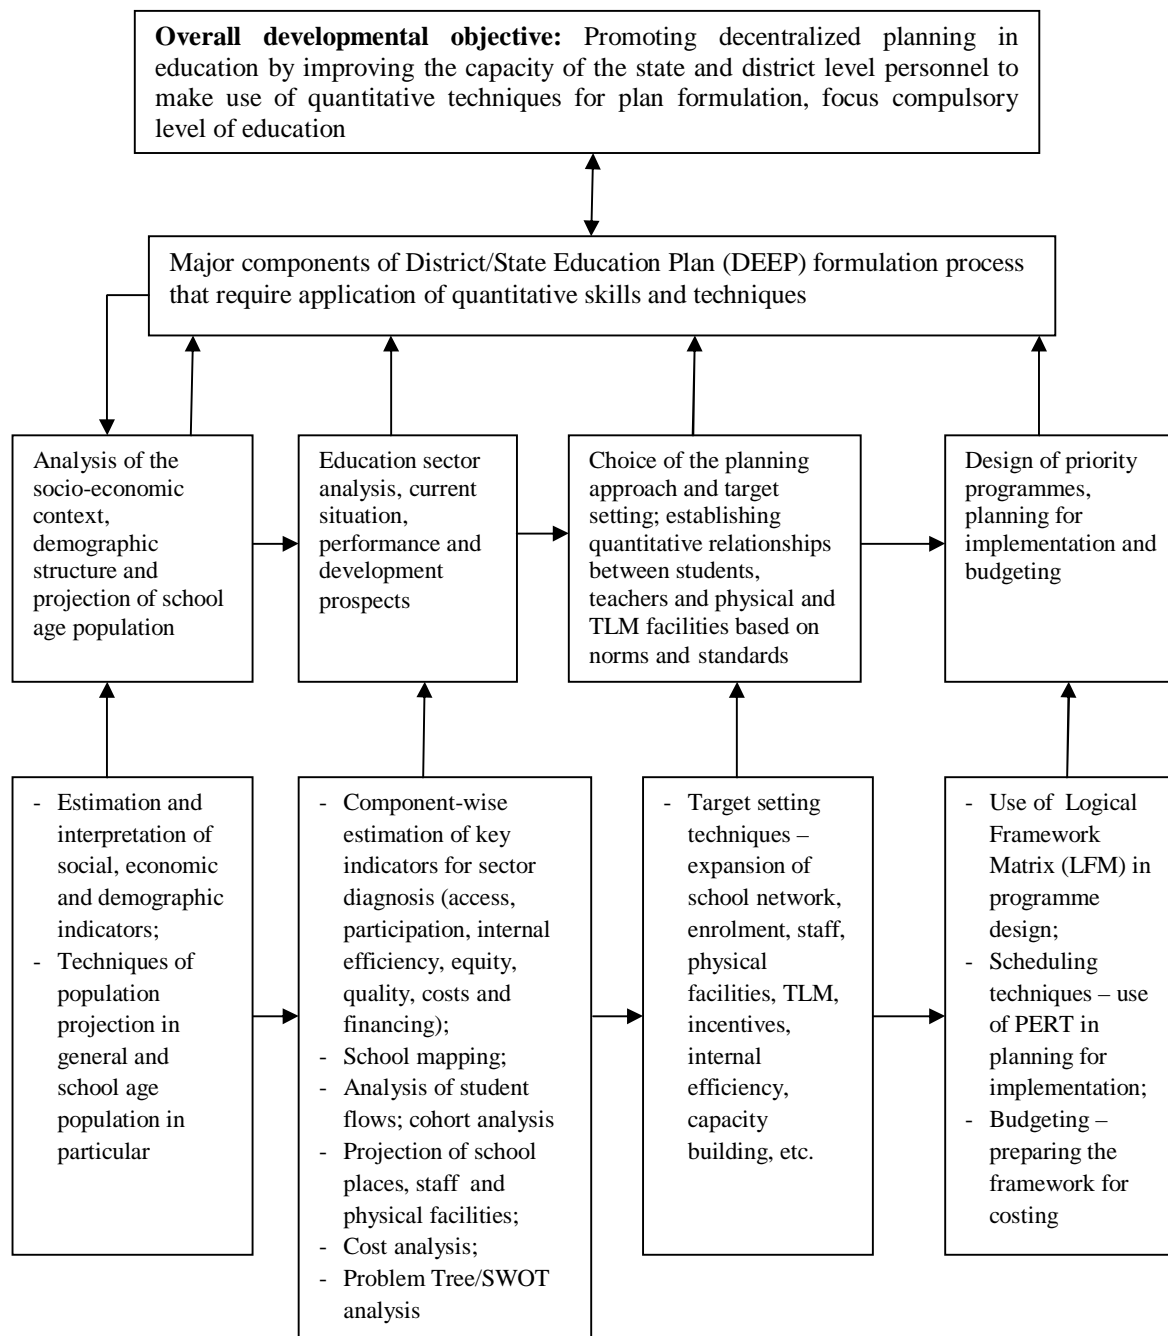 Overall developmental objective: Promoting decentralized planning in
education by improving the capacity of the state and district level personnel to
make use of quantitative techniques for plan formulation, focus compulsory
level of education
Major components of District/State Education Plan (DEEP) formulation process
that require application of quantitative skills and techniques
Analysis of the
socio-economic
context,
demographic
structure and
projection of school
age population
Education sector
analysis, current
situation,
performance and
development
prospects
Choice of the planning
approach and target
setting; establishing
quantitative relationships
between students,
teachers and physical and
TLM facilities based on
norms and standards
Design of priority
programmes,
planning for
implementation and
budgeting
- Estimation and
interpretation of
social, economic
and demographic
indicators;
- Techniques of
population
projection in
general and
school age
population in
particular
- Component-wise
estimation of key
indicators for sector
diagnosis (access,
participation, internal
efficiency, equity,
quality, costs and
financing);
- School mapping;
- Analysis of student
flows; cohort analysis
- Projection of school
places, staff and
physical facilities;
- Cost analysis;
- Problem Tree/SWOT
analysis
- Target setting
techniques –
expansion of
school network,
enrolment, staff,
physical
facilities, TLM,
incentives,
internal
efficiency,
capacity
building, etc.
- Use of Logical
Framework
Matrix (LFM) in
programme
design;
- Scheduling
techniques – use
of PERT in
planning for
implementation;
- Budgeting –
preparing the
framework for
costing